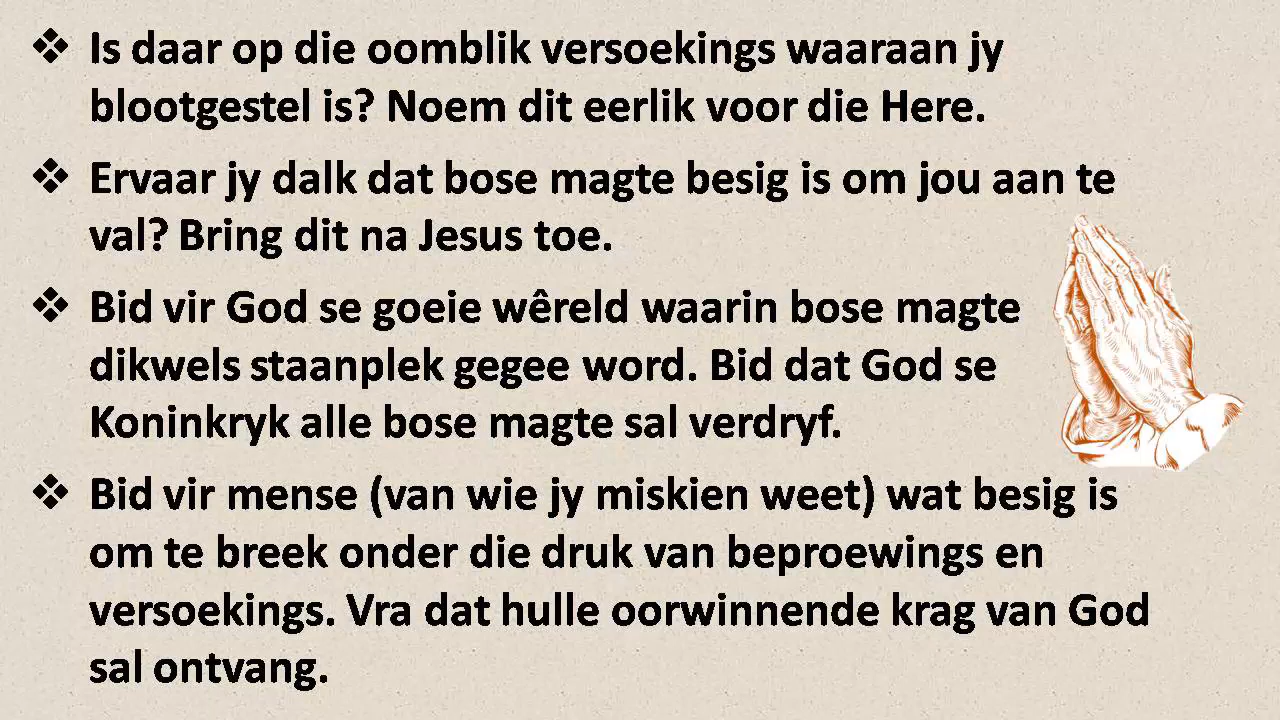 ❖ Is daar op die oomblik versoekings waaraan jy
blootgestel is? Noem dit eerlik voor die Here.
❖ Ervaar jy dalk dat bose magte besig is om jou aan te
val? Bring dit na Jesus toe.
❖ Bid vir God se goeie wêreld waarin bose magte
dikwels staanplek gegee word. Bid dat God se
Koninkryk alle bose magte sal verdryf.
❖ Bid vir mense (van wie jy miskien weet) wat besig is
om te breek onder die druk van beproewings en
versoekings. Vra dat hulle oorwinnende krag van God
sal ontvang.